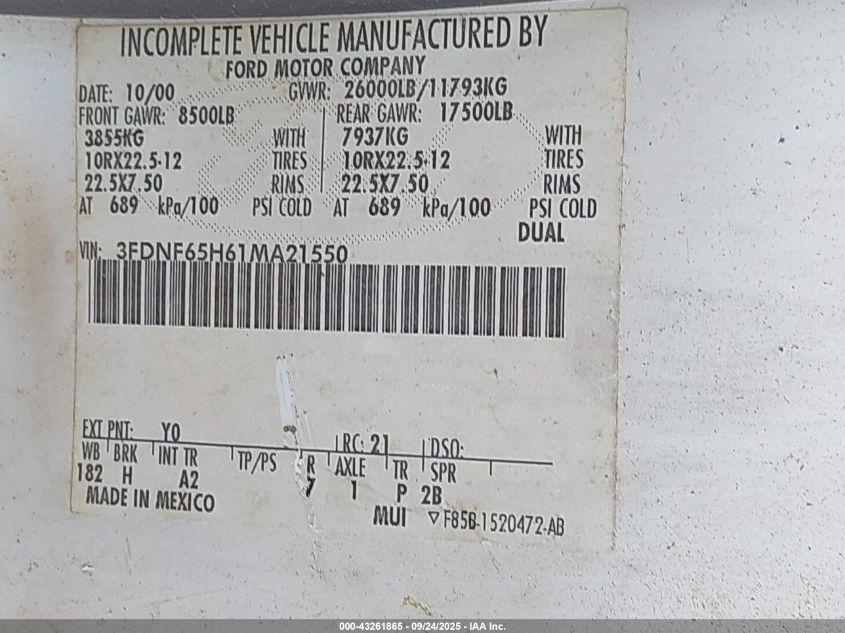 INCOMPLETE VEHICLE MANUFACTURED BY
FORD MOTOR COMPANY
DATE: 10/00 GVWR: 26000LB/11793KG
FRONT GAWR: 8500LB REAR GAWR: 17500LB
3855KG WITH 7937KG WITH
10RX22.5-12 TIRES 10RX22.5-12 TIRES
22.5X7.50 RIMS 22.5X7.50 RIMS
AT 689 kPa/100 PSI COLD AT 689 kPa/100 PSI COLD
DUAL
VIN: 3FDNF65H61MA21550
EXT PNT: YO RC: 21 DSO:
WB BRK INT TR TP/PS R AXLE TR SPR
182 H A2 7 1 P 2B
MADE IN MEXICO
MUI ▽F85B-1520472-AB
000-43261865 - 09/24/2025 - IAA Inc.